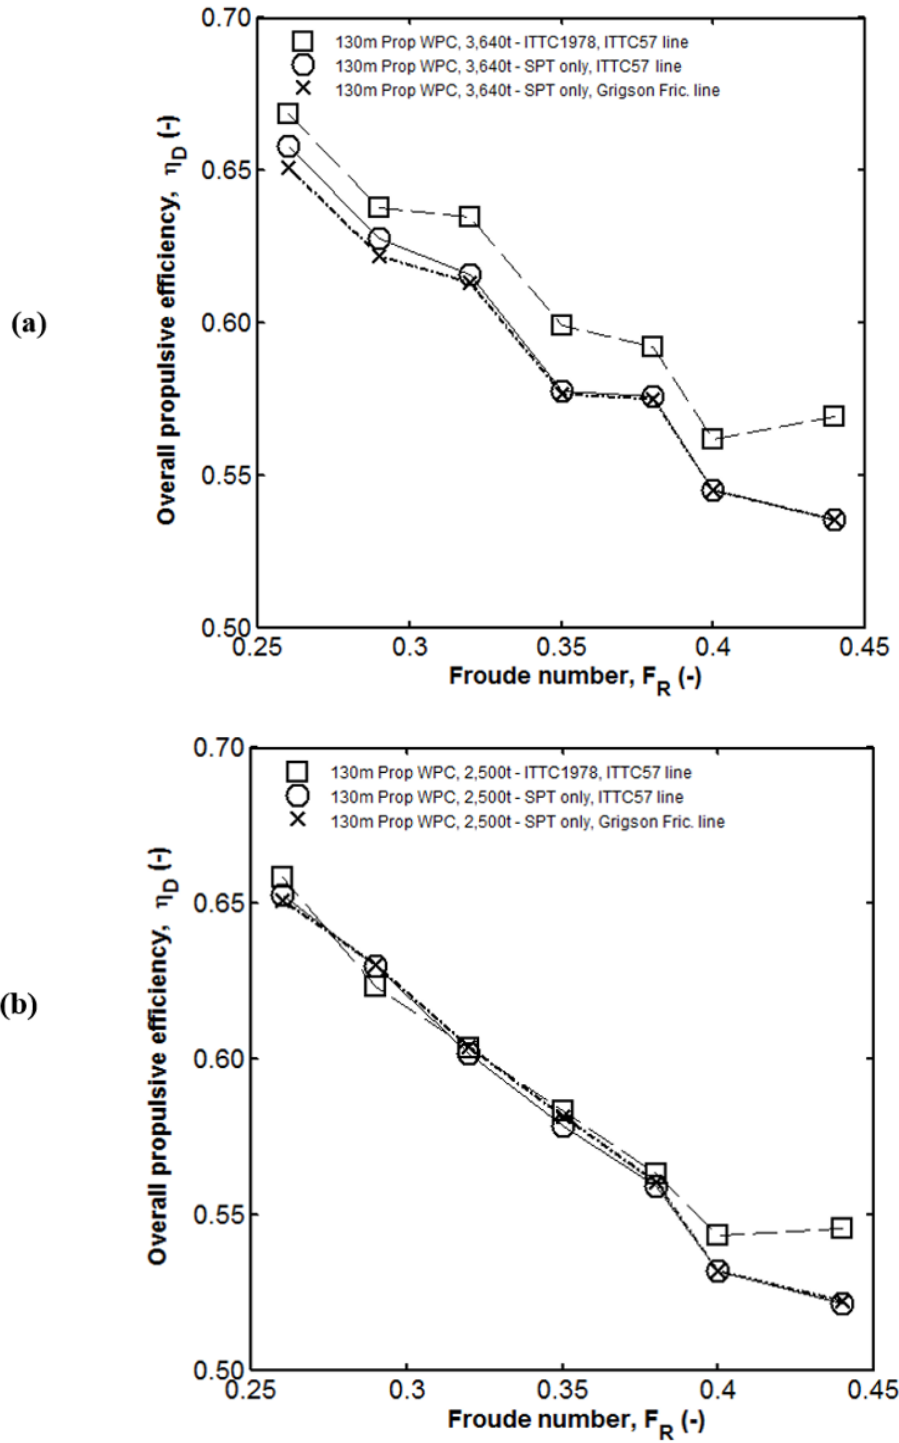 (a)
0.70
0.65
0.60
0.55
0.50
Overall propulsive efficiency, ηD (-)
130m Prop WPC, 3,640t - ITTC1978, ITTC57 line
130m Prop WPC, 3,640t - SPT only, ITTC57 line
130m Prop WPC, 3,640t - SPT only, Grigson Fric. line
0.25 0.3 0.35 0.4 0.45
Froude number, FR (-)
(b)
0.70
0.65
0.60
0.55
0.50
Overall propulsive efficiency, ηD (-)
130m Prop WPC, 2,500t - ITTC1978, ITTC57 line
130m Prop WPC, 2,500t - SPT only, ITTC57 line
130m Prop WPC, 2,500t - SPT only, Grigson Fric. line
0.25 0.3 0.35 0.4 0.45
Froude number, FR (-)